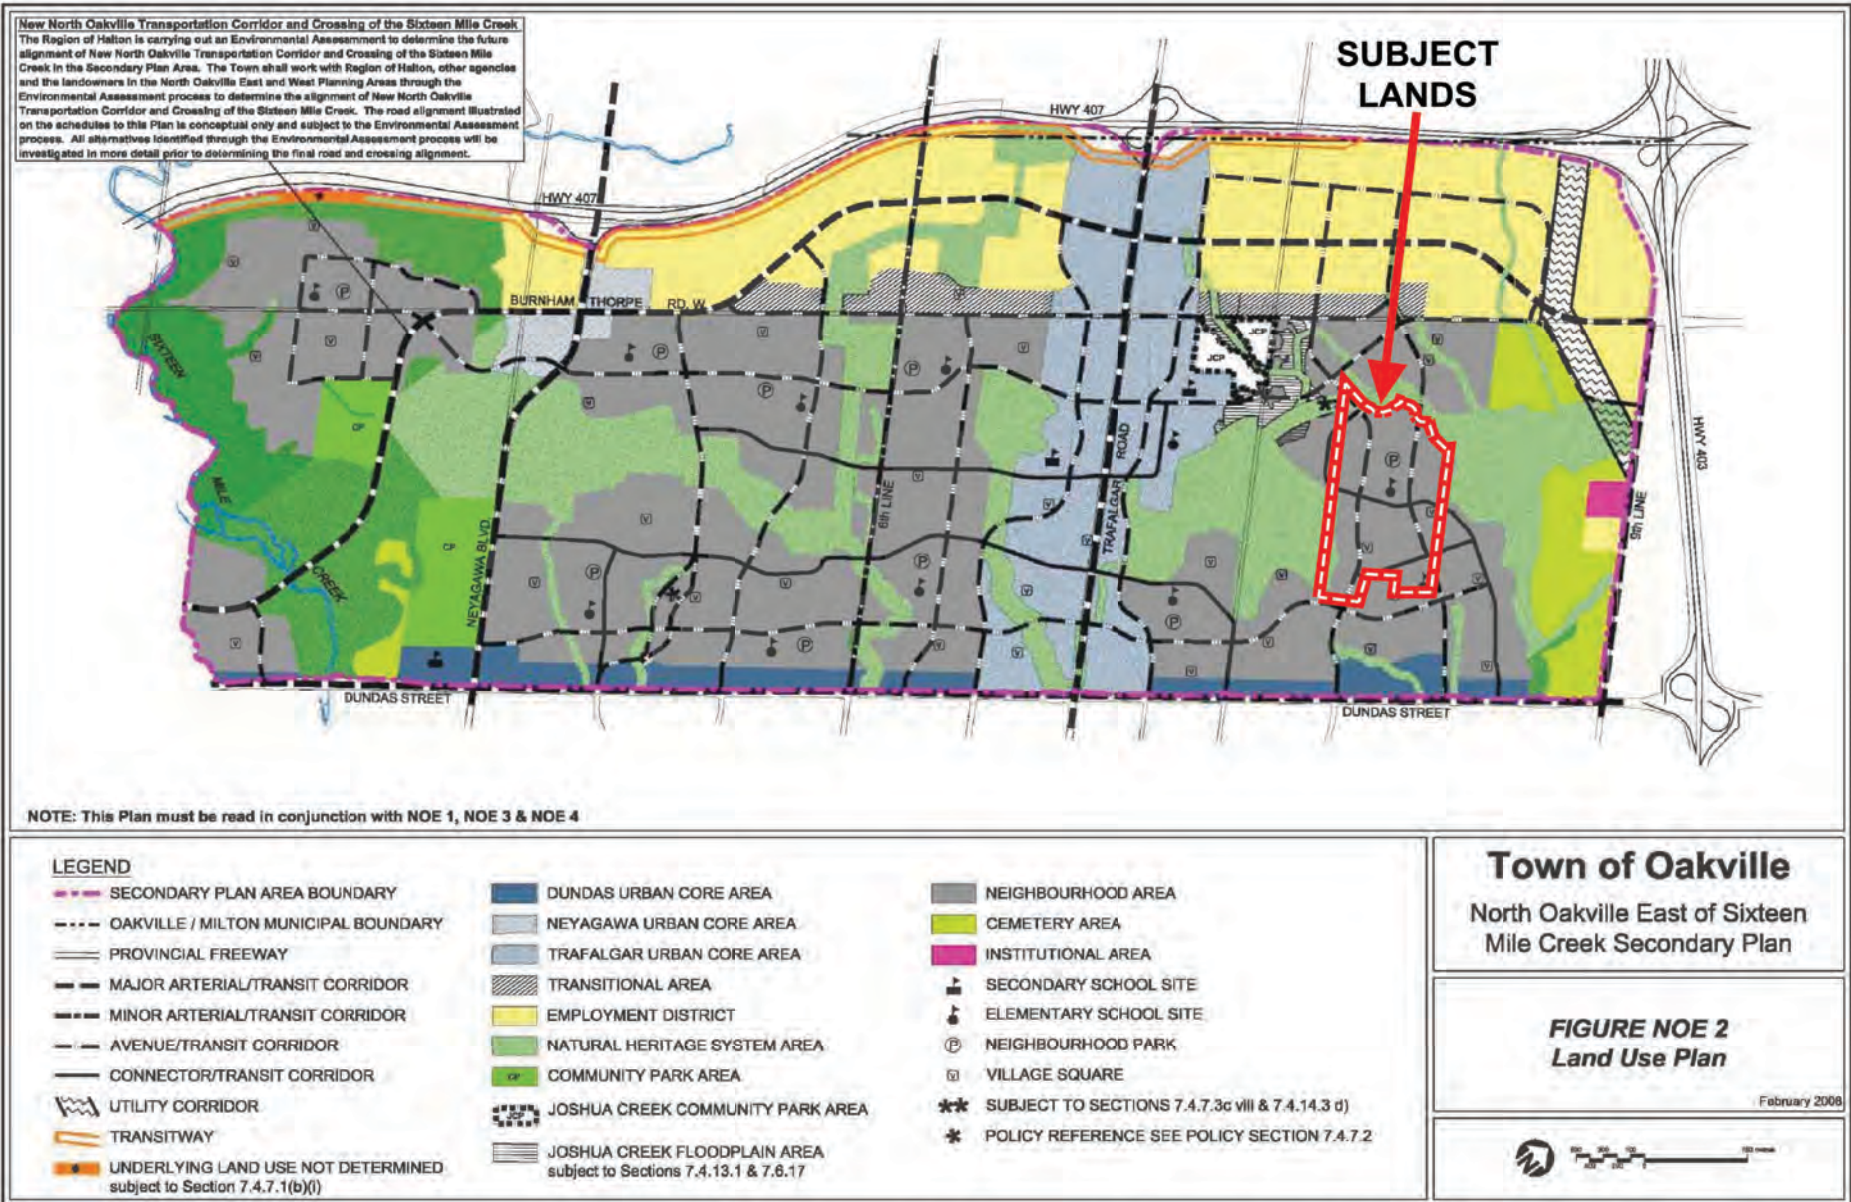 New North Oakville Transportation Corridor and Crossing of the Sixteen Mile Creek
The Region of Halton is carrying out an Environmental Assessment to determine the future
alignment of New North Oakville Transportation Corridor and Crossing of the Sixteen Mile
Creek in the Secondary Plan Area. The Town shall work with Region of Halton, other agencies
and the landowners in the North Oakville East and West Planning Areas through the
Environmental Assessment process to determine the alignment of New North Oakville
Transportation Corridor and Crossing of the Sixteen Mile Creek. The road alignment illustrated
on the schedules to this Plan is conceptual only and subject to the Environmental Assessment
process. All alternatives identified through the Environmental Assessment process will be
investigated in more detail prior to determining the final road and crossing alignment.
SUBJECT
LANDS
HWY 407
HWY 407
BURNHAM THORPE RD. W.
SIXTEEN
MILE
CREEK
NEYAGAWA BLVD.
6th LINE
TRAFALGAR ROAD
9th LINE
HWY 403
JCP
JCP
CP
CP
DUNDAS STREET
DUNDAS STREET
NOTE: This Plan must be read in conjunction with NOE 1, NOE 3 & NOE 4
LEGEND
SECONDARY PLAN AREA BOUNDARY
OAKVILLE / MILTON MUNICIPAL BOUNDARY
PROVINCIAL FREEWAY
MAJOR ARTERIAL/TRANSIT CORRIDOR
MINOR ARTERIAL/TRANSIT CORRIDOR
AVENUE/TRANSIT CORRIDOR
CONNECTOR/TRANSIT CORRIDOR
UTILITY CORRIDOR
TRANSITWAY
UNDERLYING LAND USE NOT DETERMINED
subject to Section 7.4.7.1(b)(i)
DUNDAS URBAN CORE AREA
NEYAGAWA URBAN CORE AREA
TRAFALGAR URBAN CORE AREA
TRANSITIONAL AREA
EMPLOYMENT DISTRICT
NATURAL HERITAGE SYSTEM AREA
CP COMMUNITY PARK AREA
JCP JOSHUA CREEK COMMUNITY PARK AREA
JOSHUA CREEK FLOODPLAIN AREA
subject to Sections 7.4.13.1 & 7.6.17
NEIGHBOURHOOD AREA
CEMETERY AREA
INSTITUTIONAL AREA
SECONDARY SCHOOL SITE
ELEMENTARY SCHOOL SITE
P NEIGHBOURHOOD PARK
V VILLAGE SQUARE
** SUBJECT TO SECTIONS 7.4.7.3c viii & 7.4.14.3 d)
* POLICY REFERENCE SEE POLICY SECTION 7.4.7.2
Town of Oakville
North Oakville East of Sixteen
Mile Creek Secondary Plan
FIGURE NOE 2
Land Use Plan
February 2008